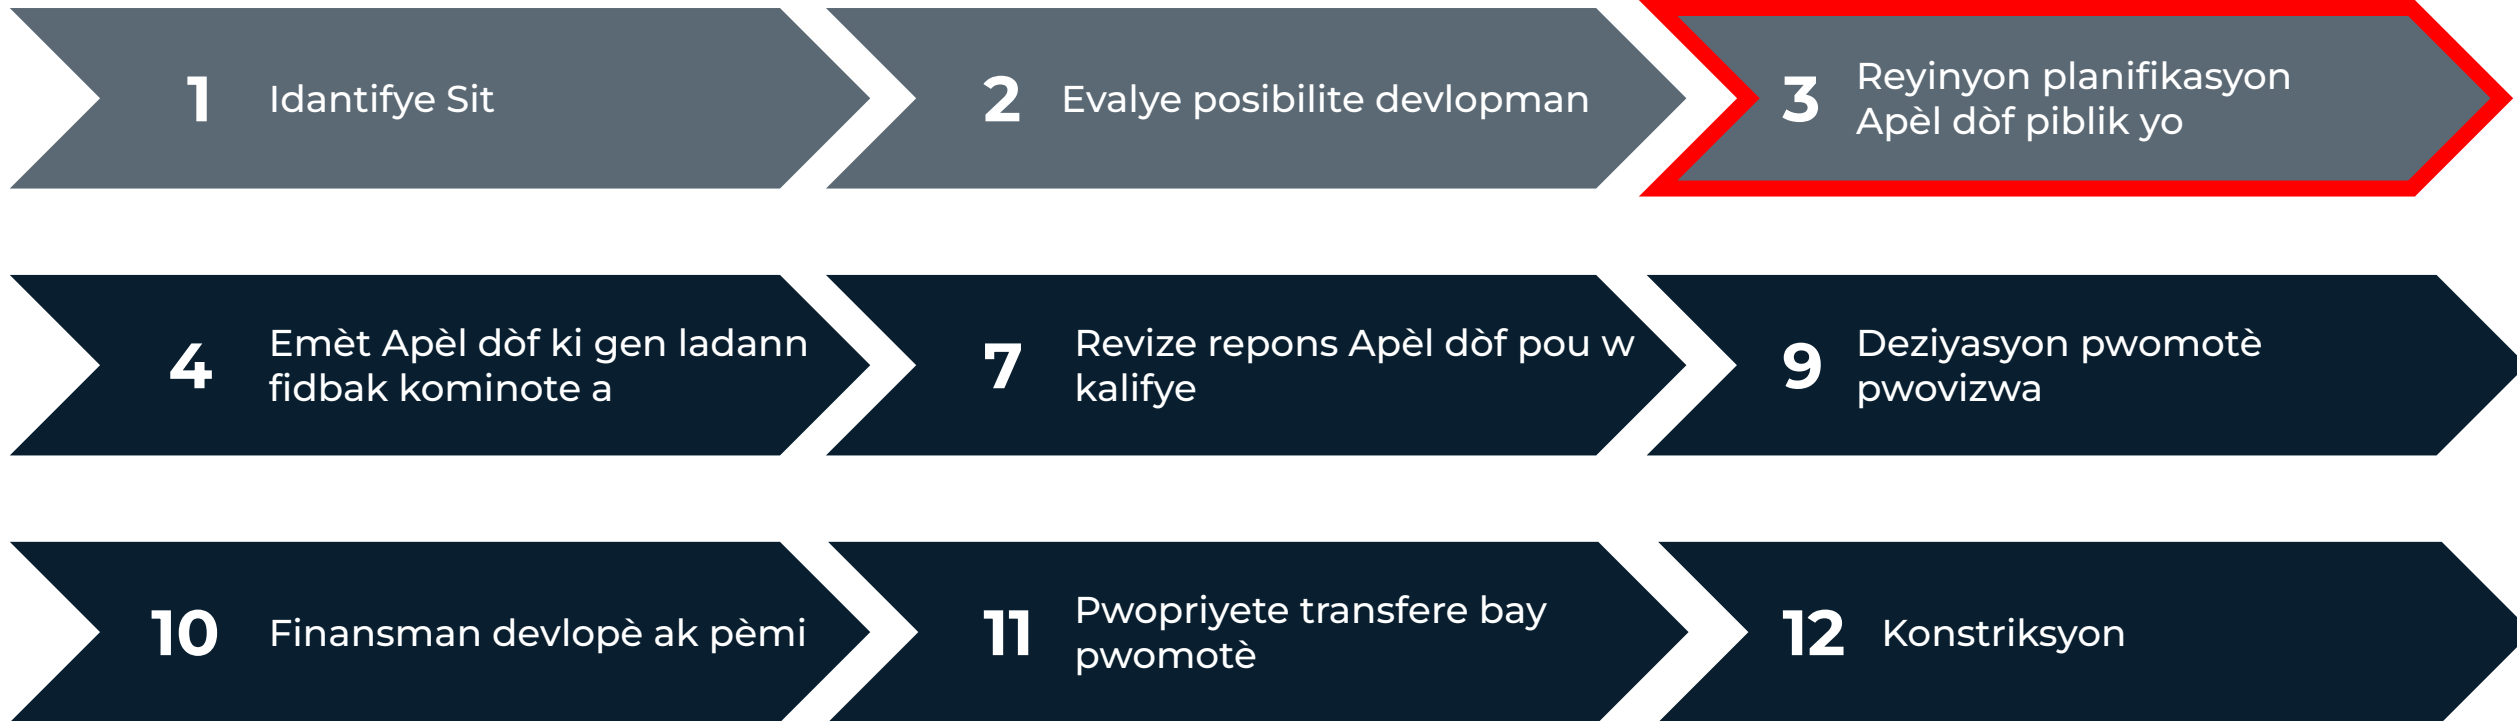 1 Idantifye Sit
2 Evalye posibilite devlopman
3 Reyinyon planifikasyon
Apèl dòf piblik yo
4 Emèt Apèl dòf ki gen ladann
fidbak kominote a
7 Revize repons Apèl dòf pou w
kalifye
9 Deziyasyon pwomotè
pwovizwa
10 Finansman devlopè ak pèmi
11 Pwopriyete transfere bay
pwomotè
12 Konstriksyon